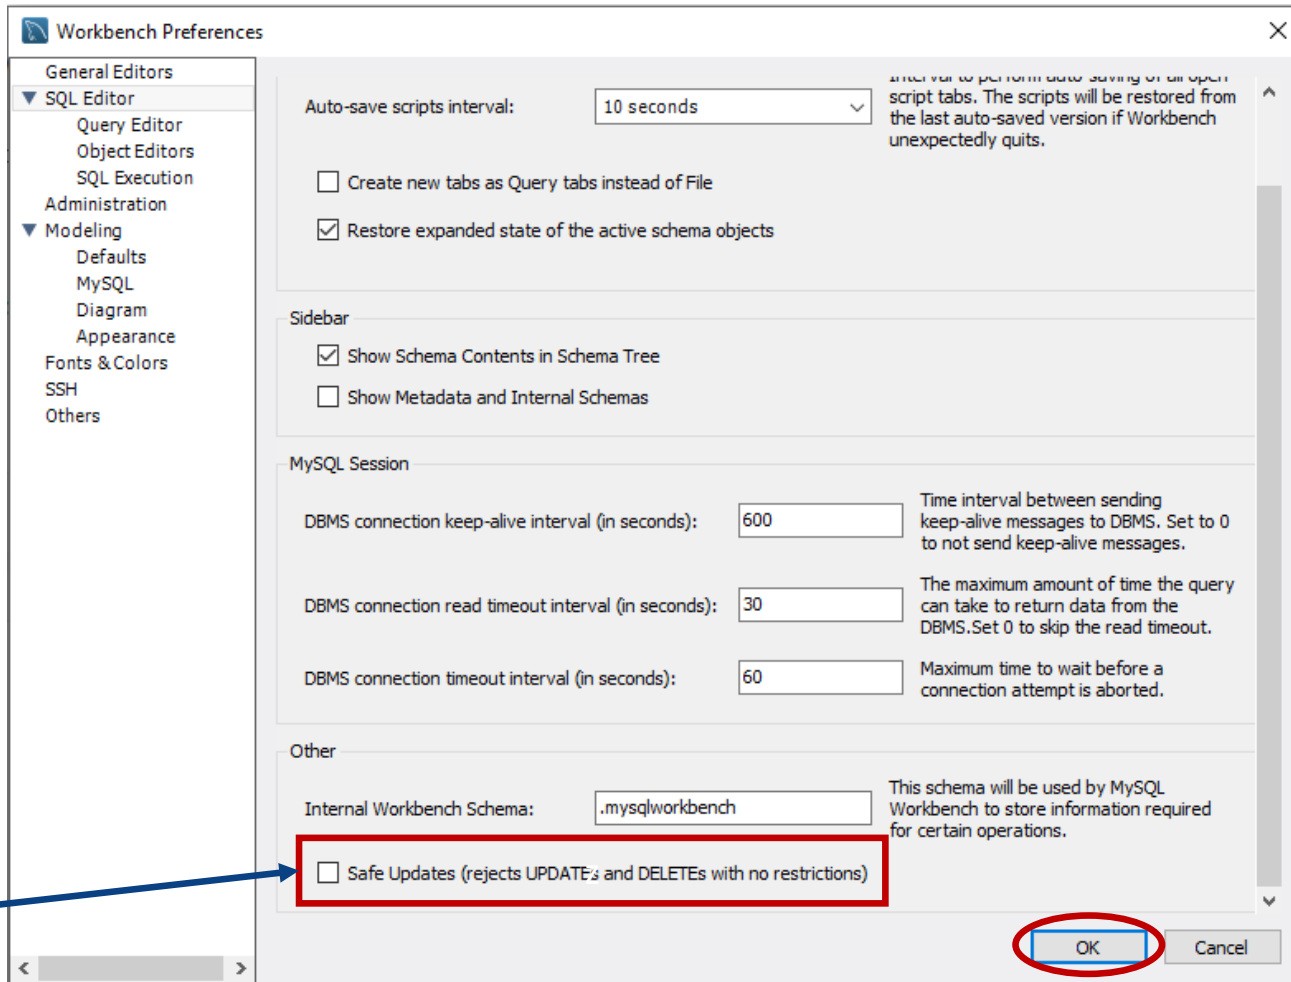 Workbench Preferences
General Editors
SQL Editor
Query Editor
Object Editors
SQL Execution
Administration
Modeling
Defaults
MySQL
Diagram
Appearance
Fonts & Colors
SSH
Others
Auto-save scripts interval:
10 seconds
Interval to perform auto-saving of all open
script tabs. The scripts will be restored from
the last auto-saved version if Workbench
unexpectedly quits.
Create new tabs as Query tabs instead of File
Restore expanded state of the active schema objects
Sidebar
Show Schema Contents in Schema Tree
Show Metadata and Internal Schemas
MySQL Session
DBMS connection keep-alive interval (in seconds):
600
Time interval between sending
keep-alive messages to DBMS. Set to 0
to not send keep-alive messages.
DBMS connection read timeout interval (in seconds):
30
The maximum amount of time the query
can take to return data from the
DBMS.Set 0 to skip the read timeout.
DBMS connection timeout interval (in seconds):
60
Maximum time to wait before a
connection attempt is aborted.
Other
Internal Workbench Schema:
.mysqlworkbench
This schema will be used by MySQL
Workbench to store information required
for certain operations.
Safe Updates (rejects UPDATEs and DELETEs with no restrictions)
OK
Cancel